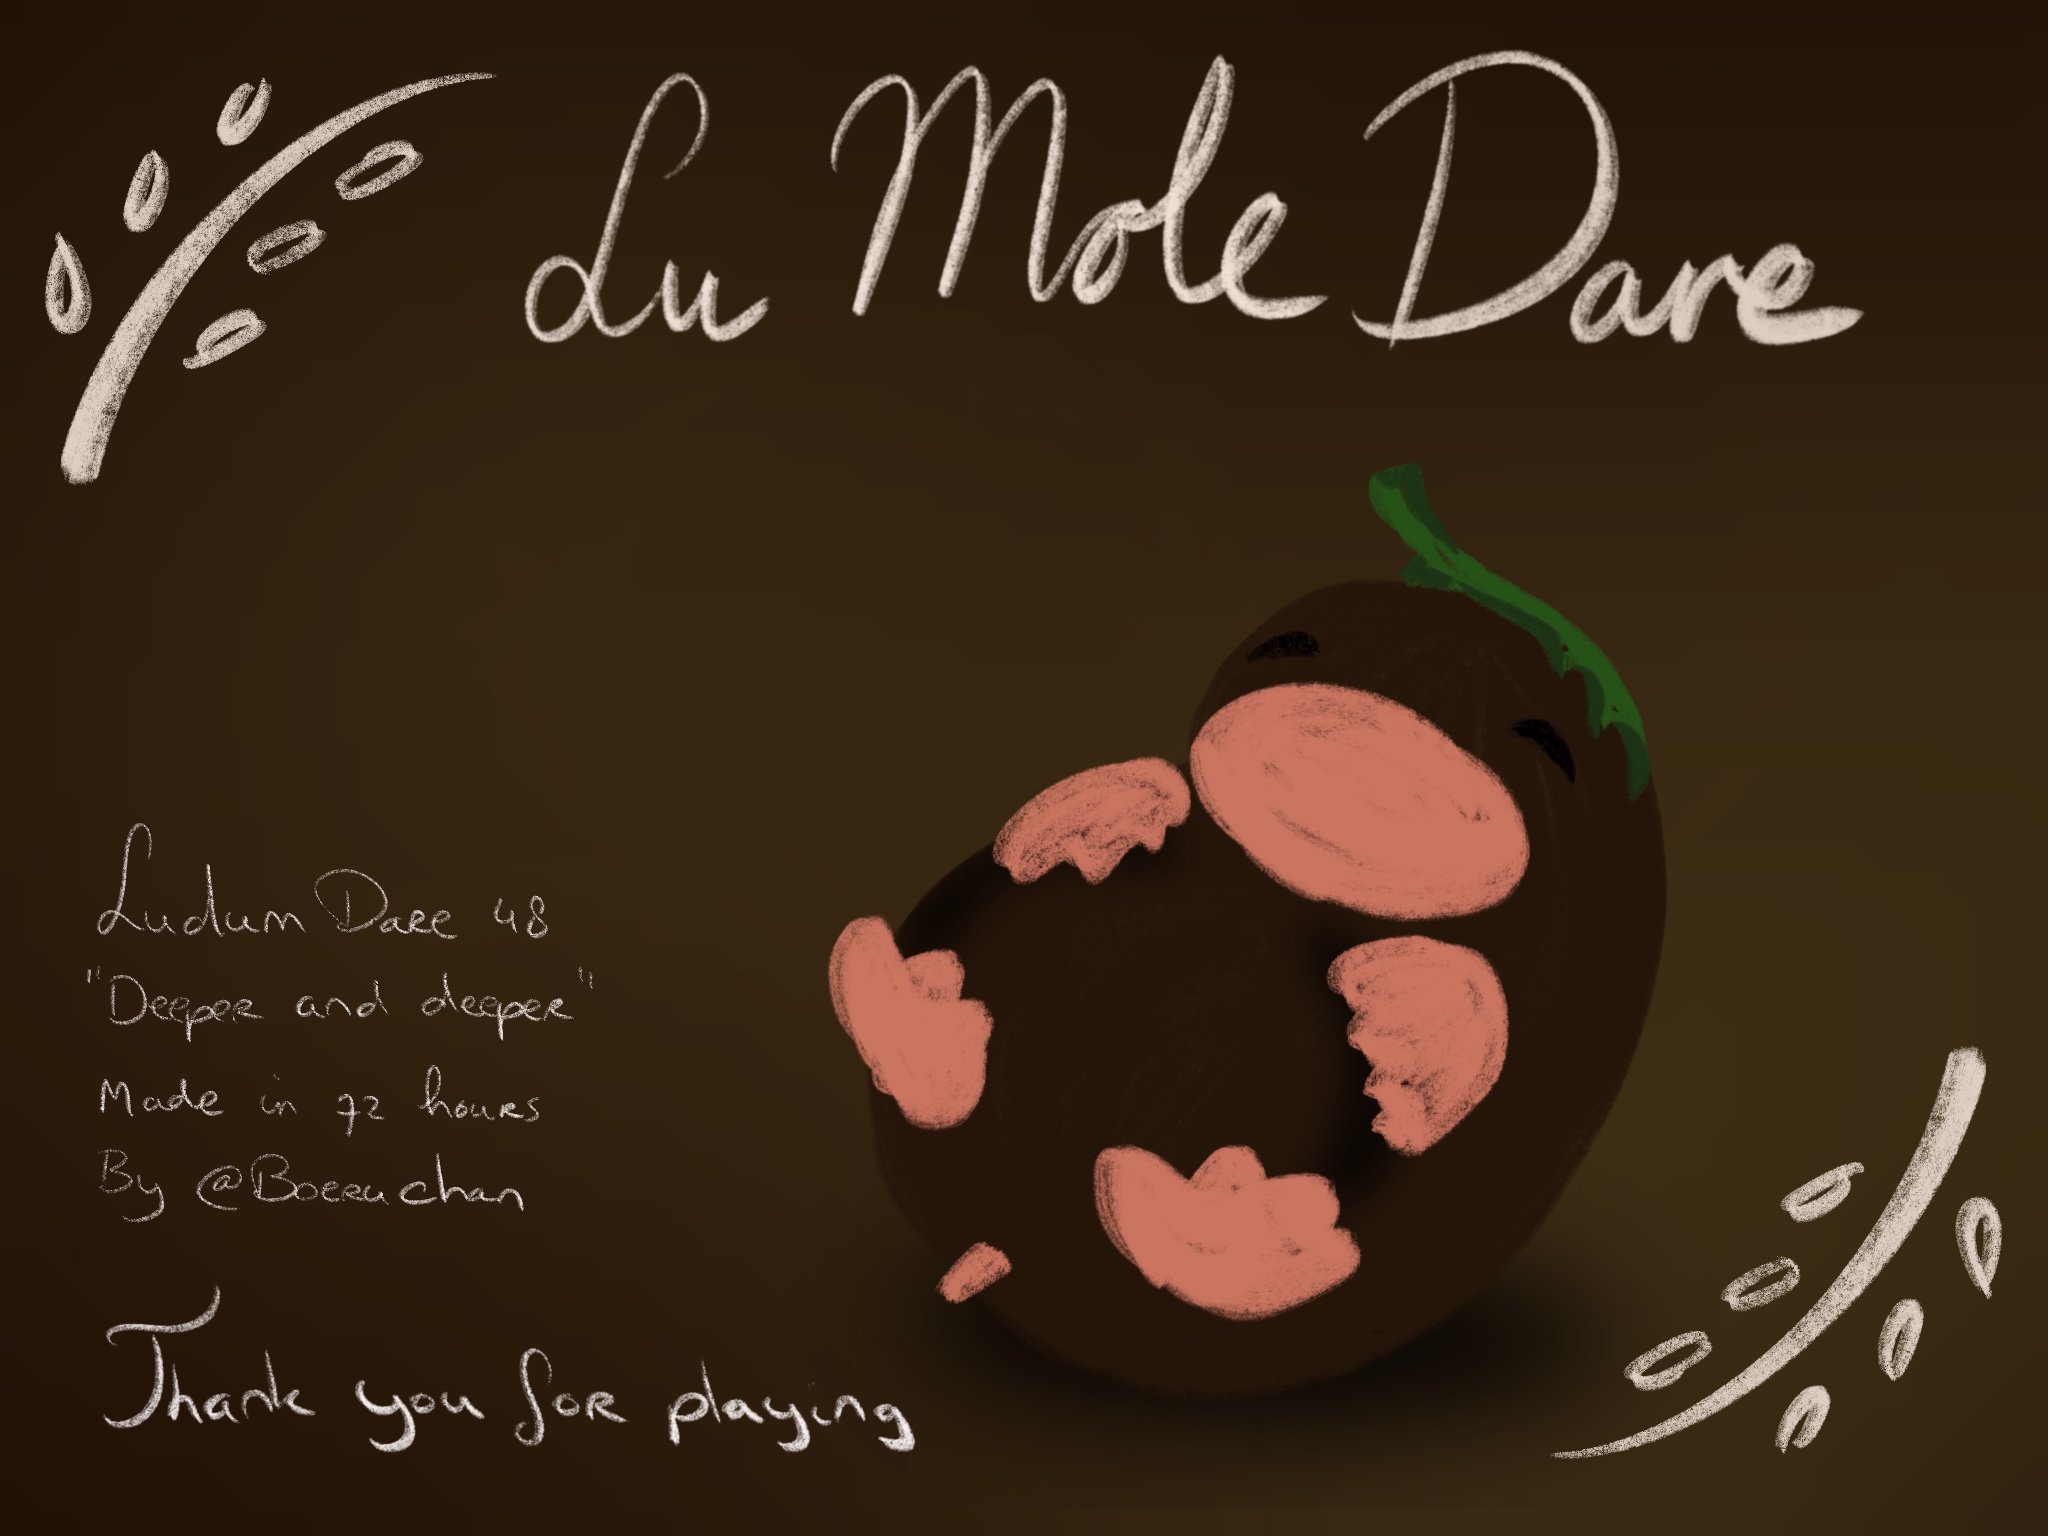 Lu Mole Dare
Ludum Dare 48
"Deeper and deeper"
Made in 72 hours
By @Boeruchan
Thank you for playing